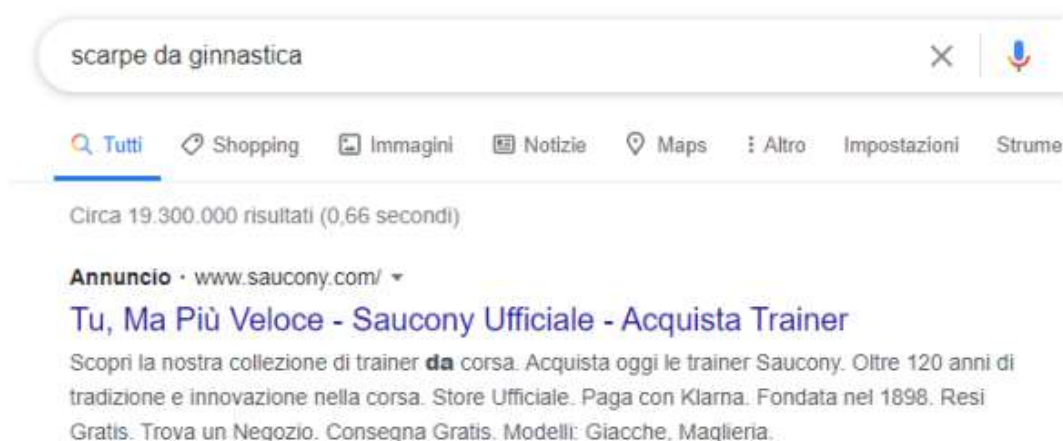 scarpe da ginnastica
Tutti Shopping Immagini Notizie Maps Altro Impostazioni Strume
Circa 19.300.000 risultati (0,66 secondi)
Annuncio · www.saucony.com/
Tu, Ma Più Veloce - Saucony Ufficiale - Acquista Trainer
Scopri la nostra collezione di trainer da corsa. Acquista oggi le trainer Saucony. Oltre 120 anni di
tradizione e innovazione nella corsa. Store Ufficiale. Paga con Klarna. Fondata nel 1898. Resi
Gratis. Trova un Negozio. Consegna Gratis. Modelli: Giacche, Maglieria.